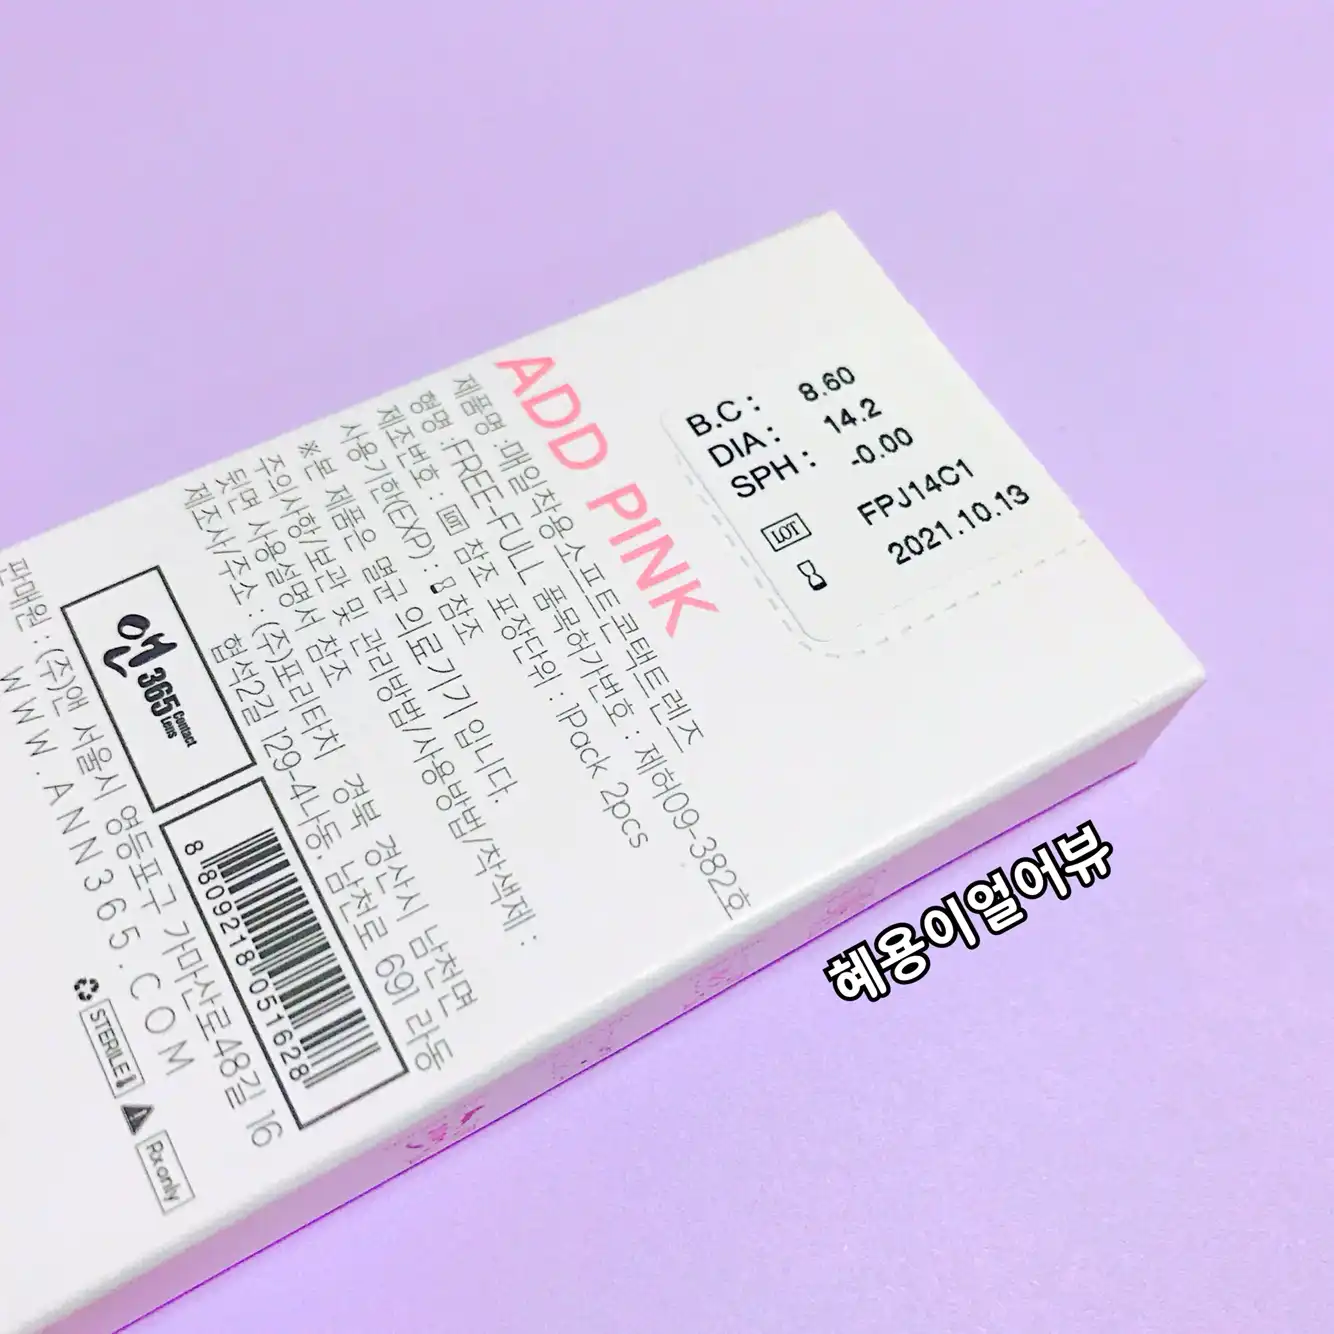 B.C : 8.60
DIA : 14.2
SPH : -0.00
LOT FPJ14C1
2021.10.13
ADD PINK
제품명 :매일착용소프트콘택트렌즈
형명 :FREE-FULL 품목허가번호 : 제허09-382호
제조번호 : LOT 참조 포장단위 : 1Pack 2pcs
사용기한(EXP) : 참조
※본 제품은 멸균 의료기기 입니다.
주의사항/보관 및 관리방법/사용방법/착색제 :
뒷면 사용설명서 참조
제조사/주소 : (주)포리타치 경북 경산시 남천면
협석2길 129-4나동, 남천로 691 라동
앤 365 Contact Lens
8 809218 051628
판매원 : (주)앤 서울시 영등포구 가마산로48길 16
WWW.ANN365.COM
STERILE
Rx only
혜용이얼어뷰